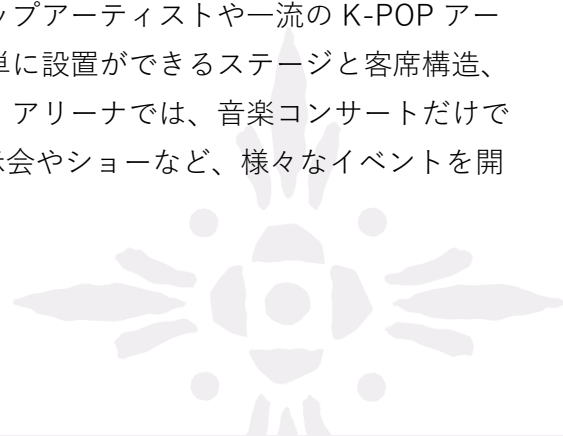 ップアーティストや一流の K-POP アー
単に設置ができるステージと客席構造、
アリーナでは、音楽コンサートだけで
示会やショーなど、様々なイベントを開